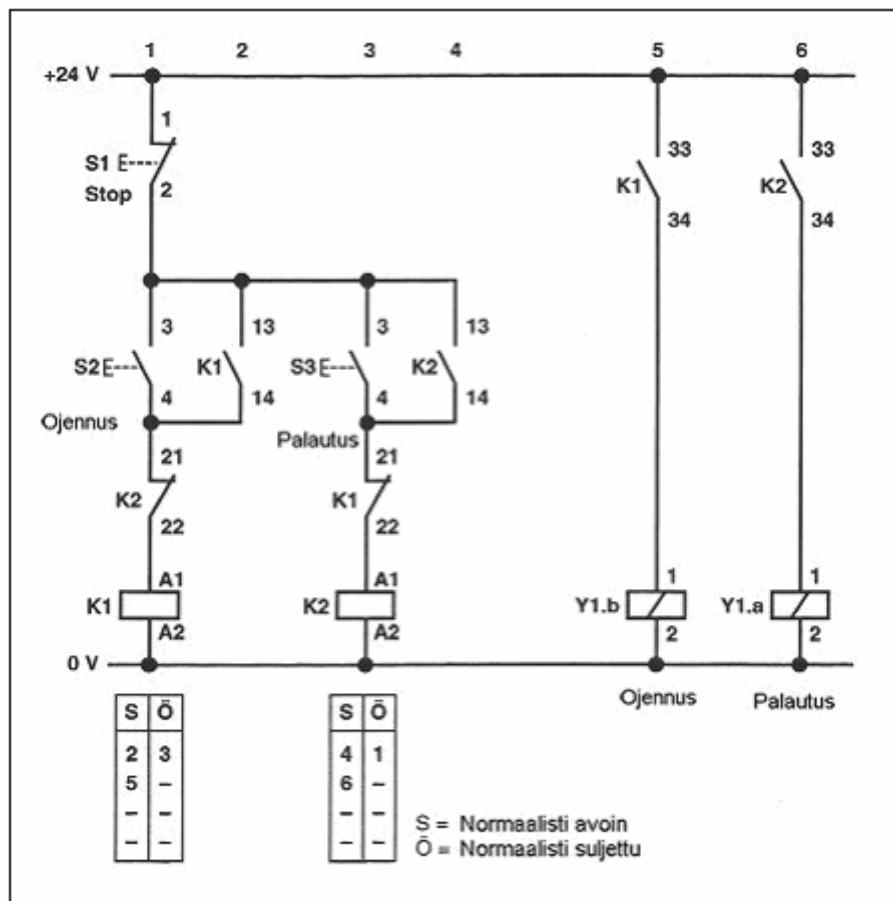 1 2 3 4 5 6
+24 V
1
S1
Stop
2
33 33
K1 K2
34 34
3 13 3 13
S2 K1 S3 K2
4 14 4 14
Ojennus
Palautus
21 21
K2 K1
22 22
A1 A1 1 1
K1 K2 Y1.b Y1.a
A2 A2 2 2
0 V
Ojennus Palautus
S Ö S Ö
2 3 4 1
5 – 6 –
– – – –
– – – –
S = Normaalisti avoin
Ö = Normaalisti suljettu